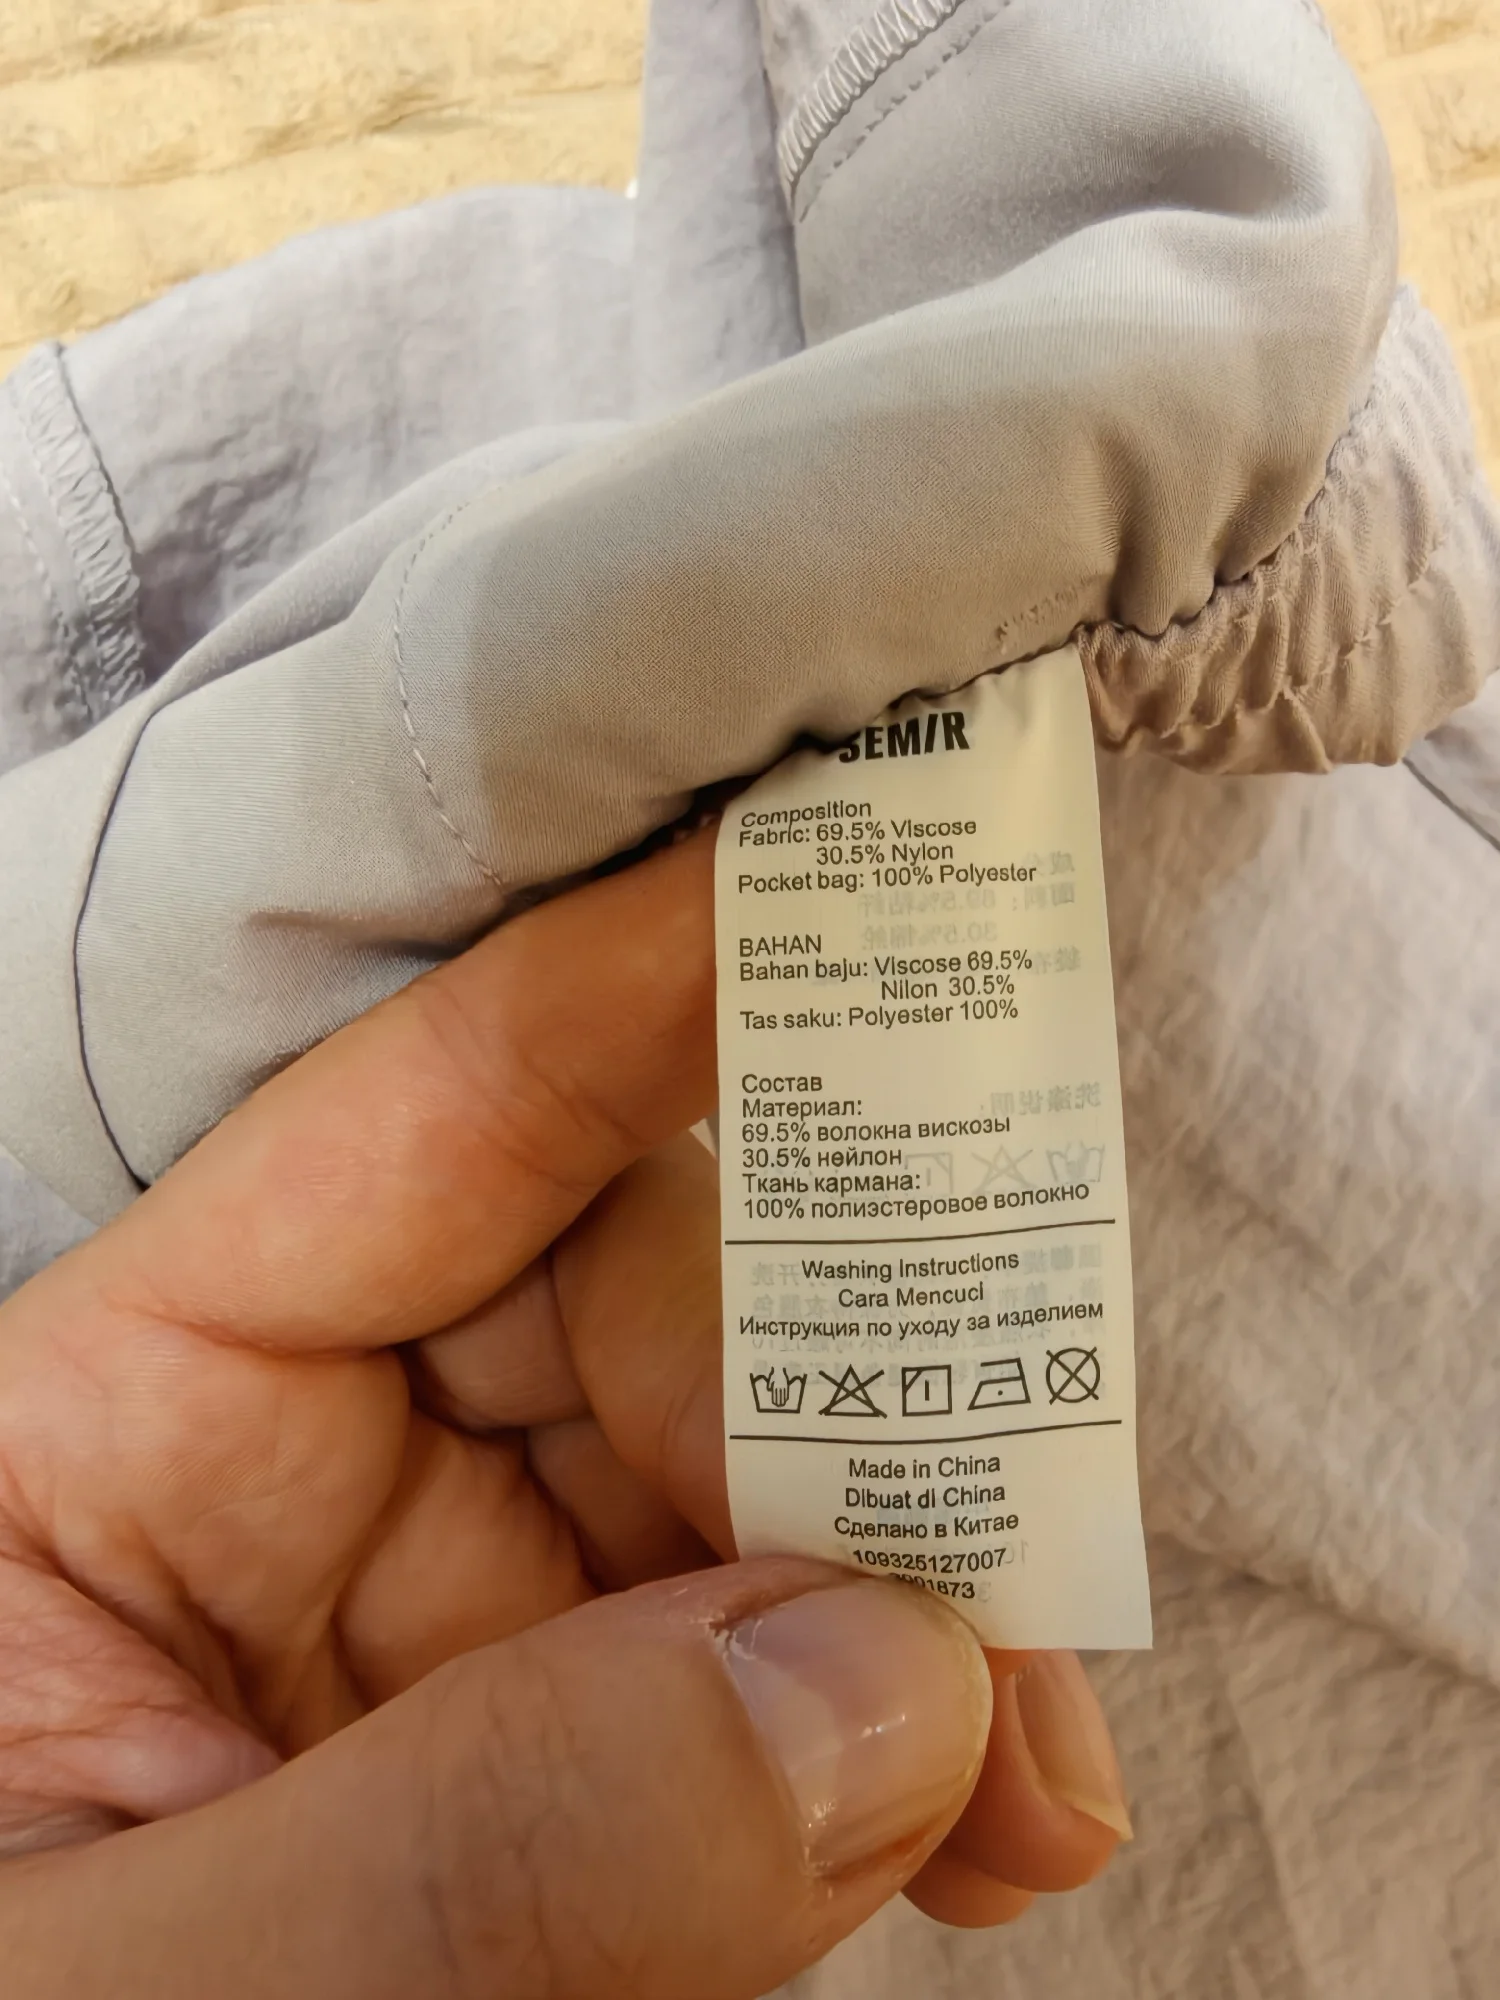 SEM/R
Composition
Fabric: 69.5% Viscose
30.5% Nylon
Pocket bag: 100% Polyester
BAHAN
Bahan baju: Viscose 69.5%
Nilon 30.5%
Tas saku: Polyester 100%
Состав
Материал:
69.5% волокна вискозы
30.5% нейлон
Ткань кармана:
100% полиэстеровое волокно
Washing Instructions
Cara Mencuci
Инструкция по уходу за изделием
Made in China
Dibuat di China
Сделано в Китае
109325127007